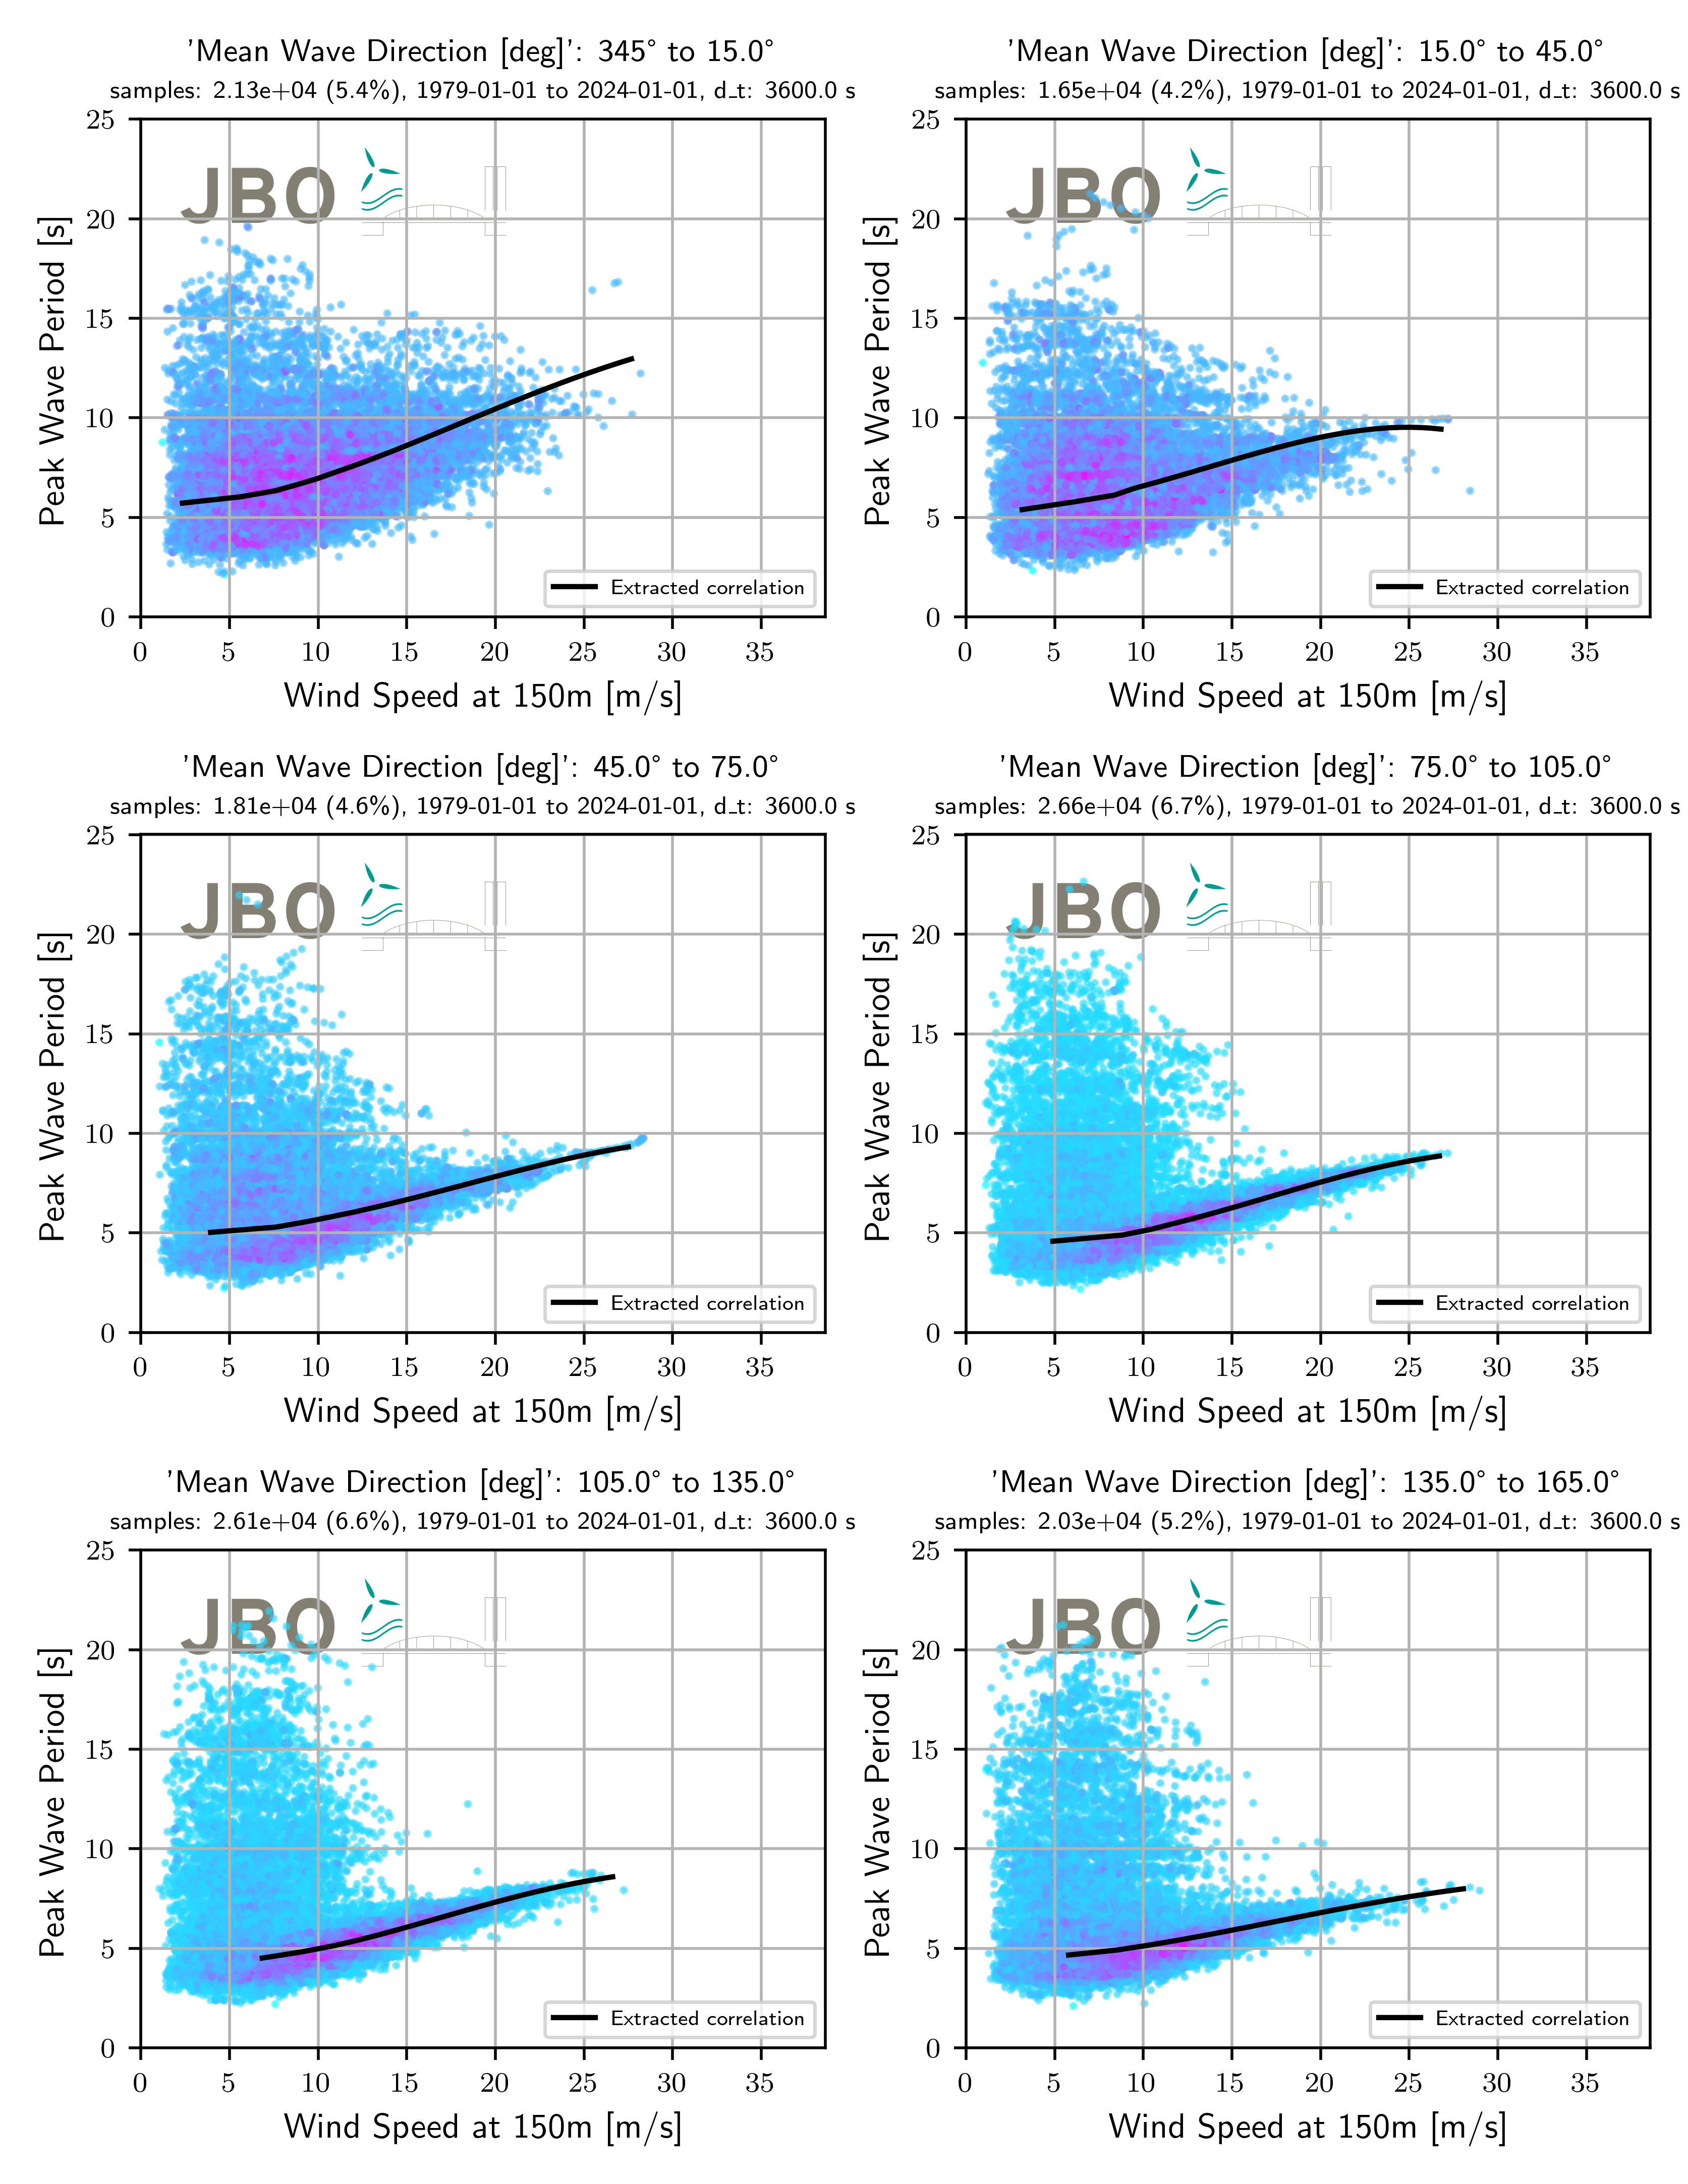 'Mean Wave Direction [deg]': 345° to 15.0°
samples: 2.13e+04 (5.4%), 1979-01-01 to 2024-01-01, d_t: 3600.0 s
25
20
15
10
5
0
Peak Wave Period [s]
JBO
Extracted correlation
0 5 10 15 20 25 30 35
Wind Speed at 150m [m/s]
'Mean Wave Direction [deg]': 15.0° to 45.0°
samples: 1.65e+04 (4.2%), 1979-01-01 to 2024-01-01, d_t: 3600.0 s
25
20
15
10
5
0
Peak Wave Period [s]
JBO
Extracted correlation
0 5 10 15 20 25 30 35
Wind Speed at 150m [m/s]
'Mean Wave Direction [deg]': 45.0° to 75.0°
samples: 1.81e+04 (4.6%), 1979-01-01 to 2024-01-01, d_t: 3600.0 s
25
20
15
10
5
0
Peak Wave Period [s]
JBO
Extracted correlation
0 5 10 15 20 25 30 35
Wind Speed at 150m [m/s]
'Mean Wave Direction [deg]': 75.0° to 105.0°
samples: 2.66e+04 (6.7%), 1979-01-01 to 2024-01-01, d_t: 3600.0 s
25
20
15
10
5
0
Peak Wave Period [s]
JBO
Extracted correlation
0 5 10 15 20 25 30 35
Wind Speed at 150m [m/s]
'Mean Wave Direction [deg]': 105.0° to 135.0°
samples: 2.61e+04 (6.6%), 1979-01-01 to 2024-01-01, d_t: 3600.0 s
25
20
15
10
5
0
Peak Wave Period [s]
JBO
Extracted correlation
0 5 10 15 20 25 30 35
Wind Speed at 150m [m/s]
'Mean Wave Direction [deg]': 135.0° to 165.0°
samples: 2.03e+04 (5.2%), 1979-01-01 to 2024-01-01, d_t: 3600.0 s
25
20
15
10
5
0
Peak Wave Period [s]
JBO
Extracted correlation
0 5 10 15 20 25 30 35
Wind Speed at 150m [m/s]